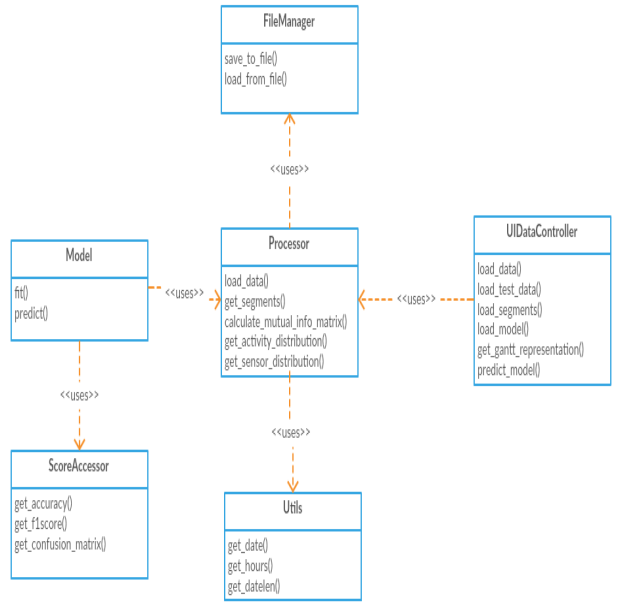 FileManager
save_to_file()
load_from_file()
<<uses>>
Model
fit()
predict()
<<uses>>
Processor
load_data()
get_segments()
calculate_mutual_info_matrix()
get_activity_distribution()
get_sensor_distribution()
<<uses>>
UIDataController
load_data()
load_test_data()
load_segments()
load_model()
get_gantt_representation()
predict_model()
<<uses>>
<<uses>>
ScoreAccessor
get_accuracy()
get_f1score()
get_confusion_matrix()
Utils
get_date()
get_hours()
get_datelen()